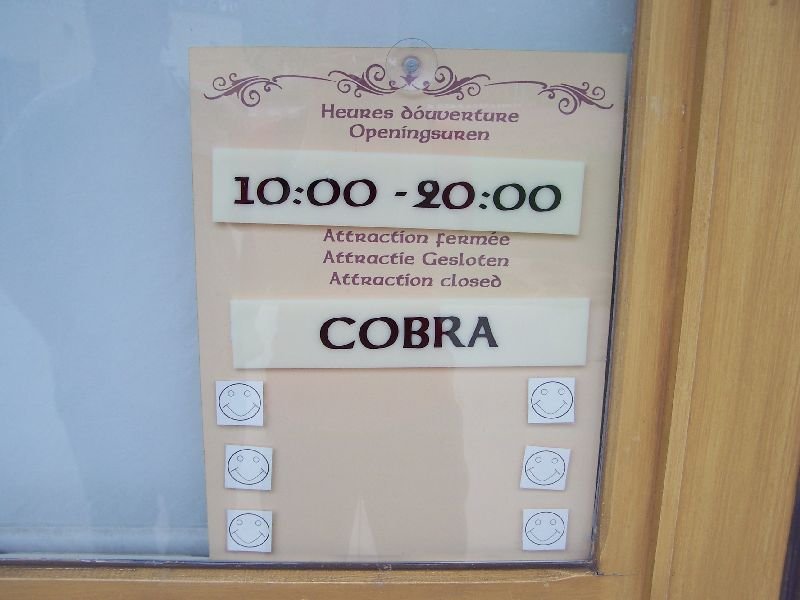 Heures dóuverture
Openingsuren
10:00 - 20:00
Attraction fermée
Attractie Gesloten
Attraction closed
COBRA